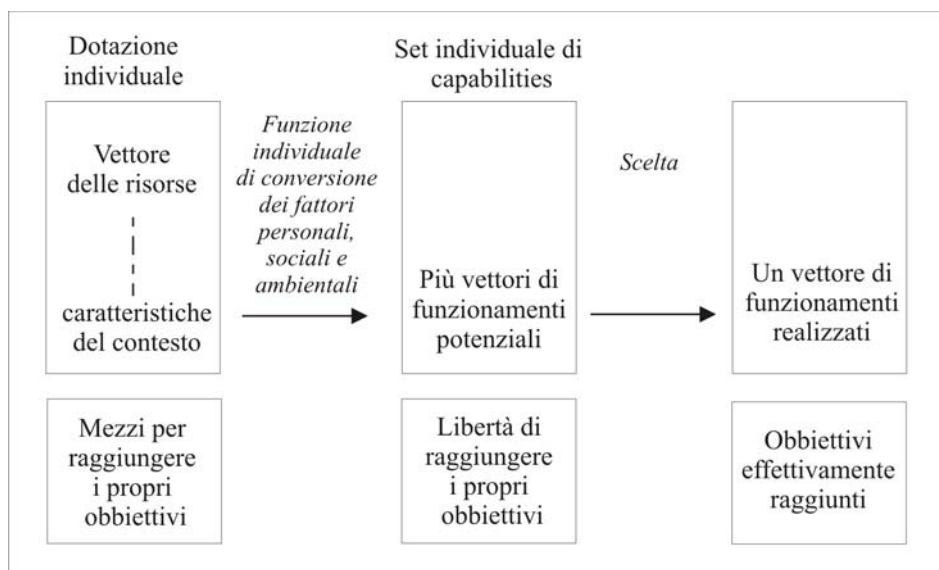 Dotazione
individuale
Set individuale di
capabilities
Vettore
delle risorse
caratteristiche
del contesto
Funzione
individuale
di conversione
dei fattori
personali,
sociali e
ambientali
Più vettori di
funzionamenti
potenziali
Scelta
Un vettore di
funzionamenti
realizzati
Mezzi per
raggiungere
i propri
obbiettivi
Libertà di
raggiungere
i propri
obbiettivi
Obbiettivi
effettivamente
raggiunti